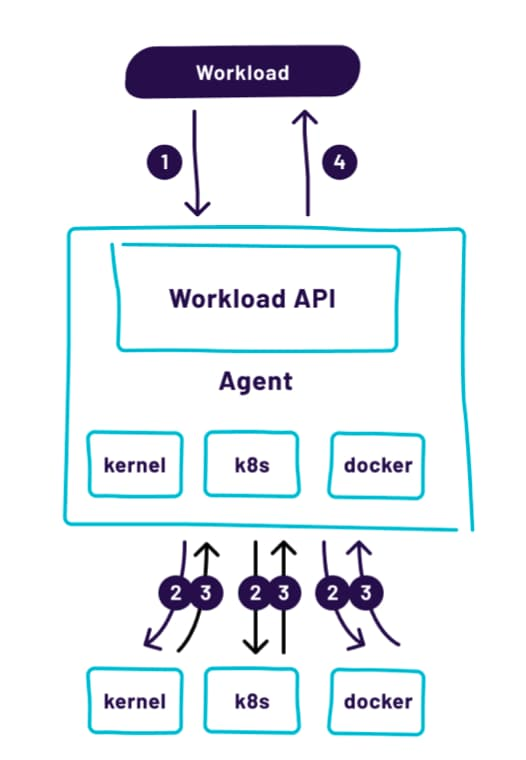 Workload
1 4
Workload API
Agent
kernel k8s docker
2 3 2 3 2 3
kernel k8s docker